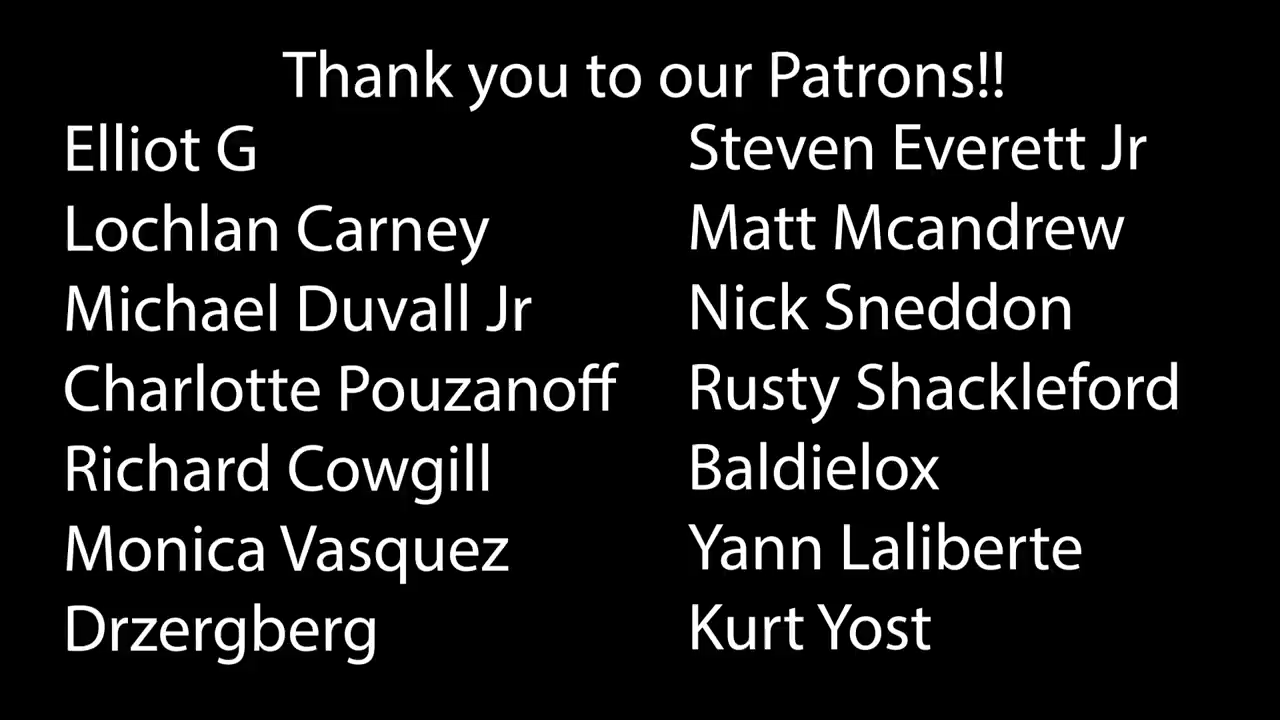 Thank you to our Patrons!!
Elliot G
Lochlan Carney
Michael Duvall Jr
Charlotte Pouzanoff
Richard Cowgill
Monica Vasquez
Drzergberg
Steven Everett Jr
Matt Mcandrew
Nick Sneddon
Rusty Shackleford
Baldielox
Yann Laliberte
Kurt Yost